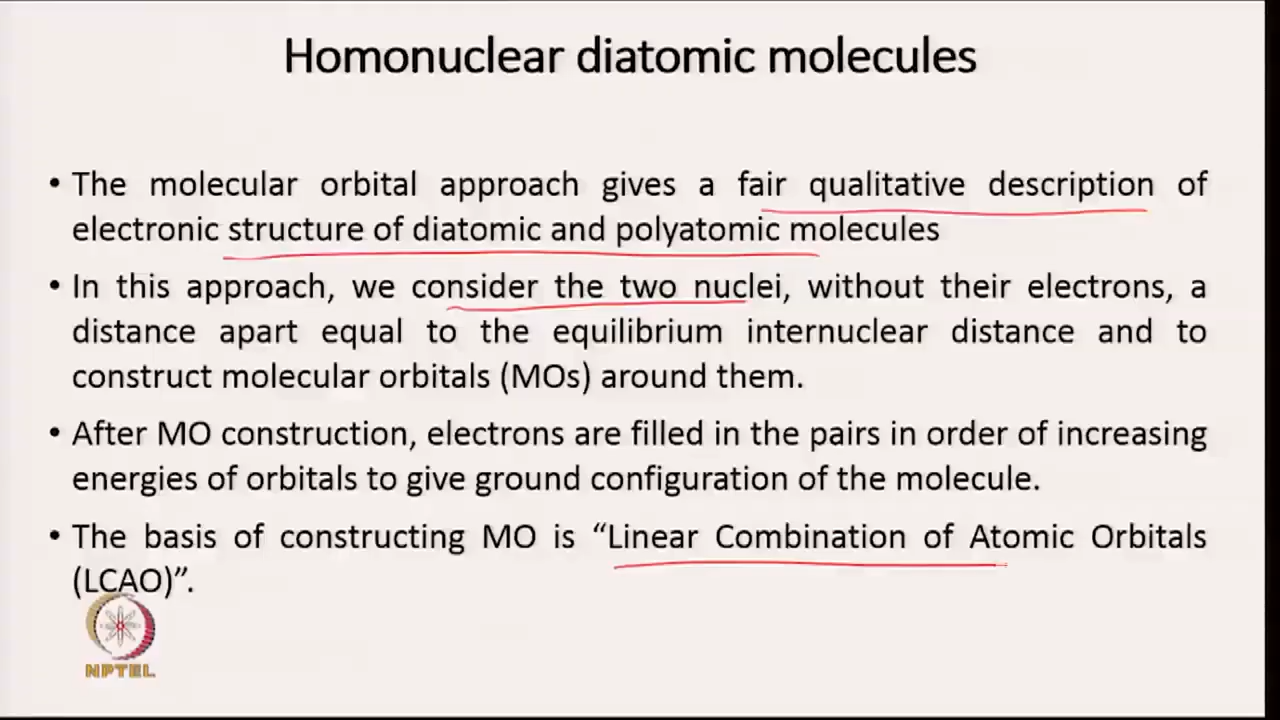 Homonuclear diatomic molecules
• The molecular orbital approach gives a fair qualitative description of
electronic structure of diatomic and polyatomic molecules
• In this approach, we consider the two nuclei, without their electrons, a
distance apart equal to the equilibrium internuclear distance and to
construct molecular orbitals (MOs) around them.
• After MO construction, electrons are filled in the pairs in order of increasing
energies of orbitals to give ground configuration of the molecule.
• The basis of constructing MO is “Linear Combination of Atomic Orbitals
(LCAO)”.
NPTEL